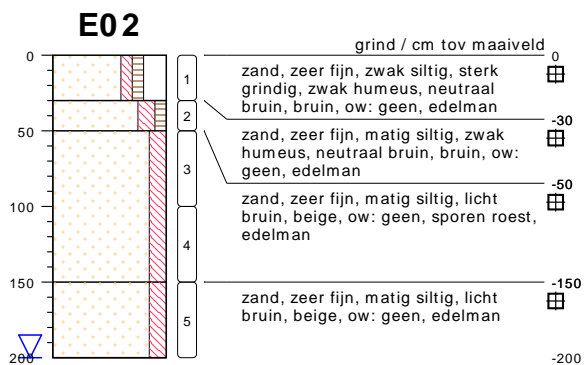 E02
grind / cm tov maaiveld
0
0
1
zand, zeer fijn, zwak siltig, sterk
grindig, zwak humeus, neutraal
bruin, bruin, ow: geen, edelman
-30
2
50
zand, zeer fijn, matig siltig, zwak
humeus, neutraal bruin, bruin, ow:
geen, edelman
-50
3
zand, zeer fijn, matig siltig, licht
bruin, beige, ow: geen, sporen roest,
edelman
100
4
150
-150
5
zand, zeer fijn, matig siltig, licht
bruin, beige, ow: geen, edelman
200
-200